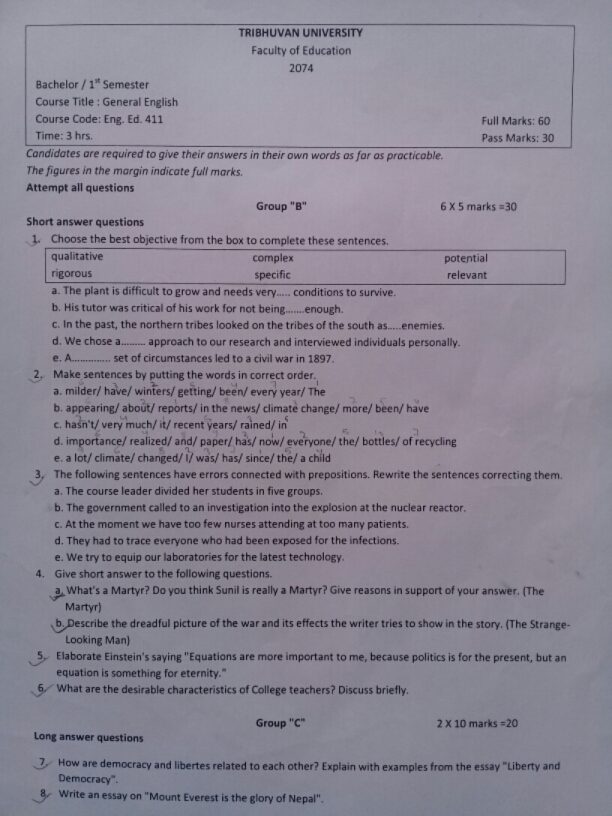 TRIBHUVAN UNIVERSITY
Faculty of Education
2074
Bachelor / 1st Semester
Course Title : General English
Course Code: Eng. Ed. 411
Full Marks: 60
Time: 3 hrs.
Pass Marks: 30
Candidates are required to give their answers in their own words as far as practicable.
The figures in the margin indicate full marks.
Attempt all questions
Group "B" 6 X 5 marks =30
Short answer questions
1. Choose the best objective from the box to complete these sentences.
qualitative complex potential
rigorous specific relevant
a. The plant is difficult to grow and needs very..... conditions to survive.
b. His tutor was critical of his work for not being.......enough.
c. In the past, the northern tribes looked on the tribes of the south as.....enemies.
d. We chose a......... approach to our research and interviewed individuals personally.
e. A............. set of circumstances led to a civil war in 1897.
2. Make sentences by putting the words in correct order.
a. milder/ have/ winters/ getting/ been/ every year/ The
b. appearing/ about/ reports/ in the news/ climate change/ more/ been/ have
c. hasn't/ very much/ it/ recent years/ rained/ in
d. importance/ realized/ and/ paper/ has/ now/ everyone/ the/ bottles/ of recycling
e. a lot/ climate/ changed/ I/ was/ has/ since/ the/ a child
3. The following sentences have errors connected with prepositions. Rewrite the sentences correcting them.
a. The course leader divided her students in five groups.
b. The government called to an investigation into the explosion at the nuclear reactor.
c. At the moment we have too few nurses attending at too many patients.
d. They had to trace everyone who had been exposed for the infections.
e. We try to equip our laboratories for the latest technology.
4. Give short answer to the following questions.
a. What's a Martyr? Do you think Sunil is really a Martyr? Give reasons in support of your answer. (The
Martyr)
b. Describe the dreadful picture of the war and its effects the writer tries to show in the story. (The Strange-
Looking Man)
5. Elaborate Einstein's saying "Equations are more important to me, because politics is for the present, but an
equation is something for eternity."
6. What are the desirable characteristics of College teachers? Discuss briefly.
Group "C" 2 X 10 marks =20
Long answer questions
7. How are democracy and libertes related to each other? Explain with examples from the essay "Liberty and
Democracy".
8. Write an essay on "Mount Everest is the glory of Nepal".